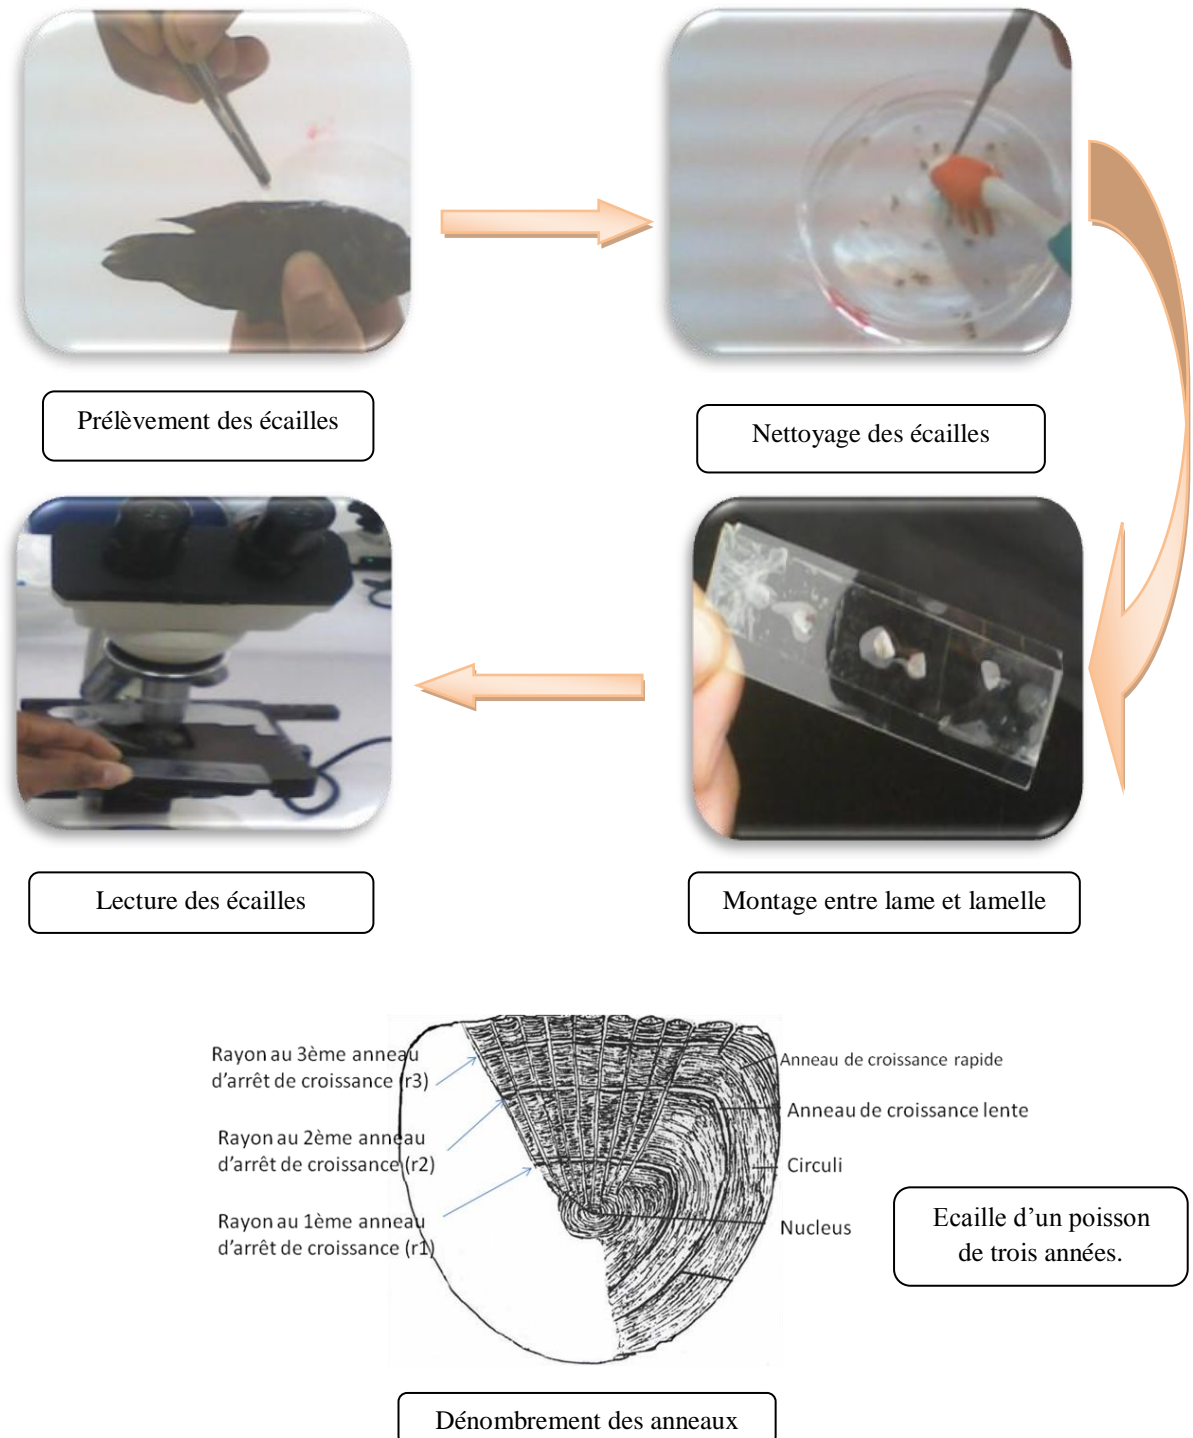 Prélèvement des écailles
Nettoyage des écailles
Lecture des écailles
Montage entre lame et lamelle
Rayon au 3ème anneau
d'arrêt de croissance (r3)
Rayon au 2ème anneau
d'arrêt de croissance (r2)
Rayon au 1ème anneau
d'arrêt de croissance (r1)
Anneau de croissance rapide
Anneau de croissance lente
Circuli
Nucleus
Ecaille d'un poisson
de trois années.
Dénombrement des anneaux